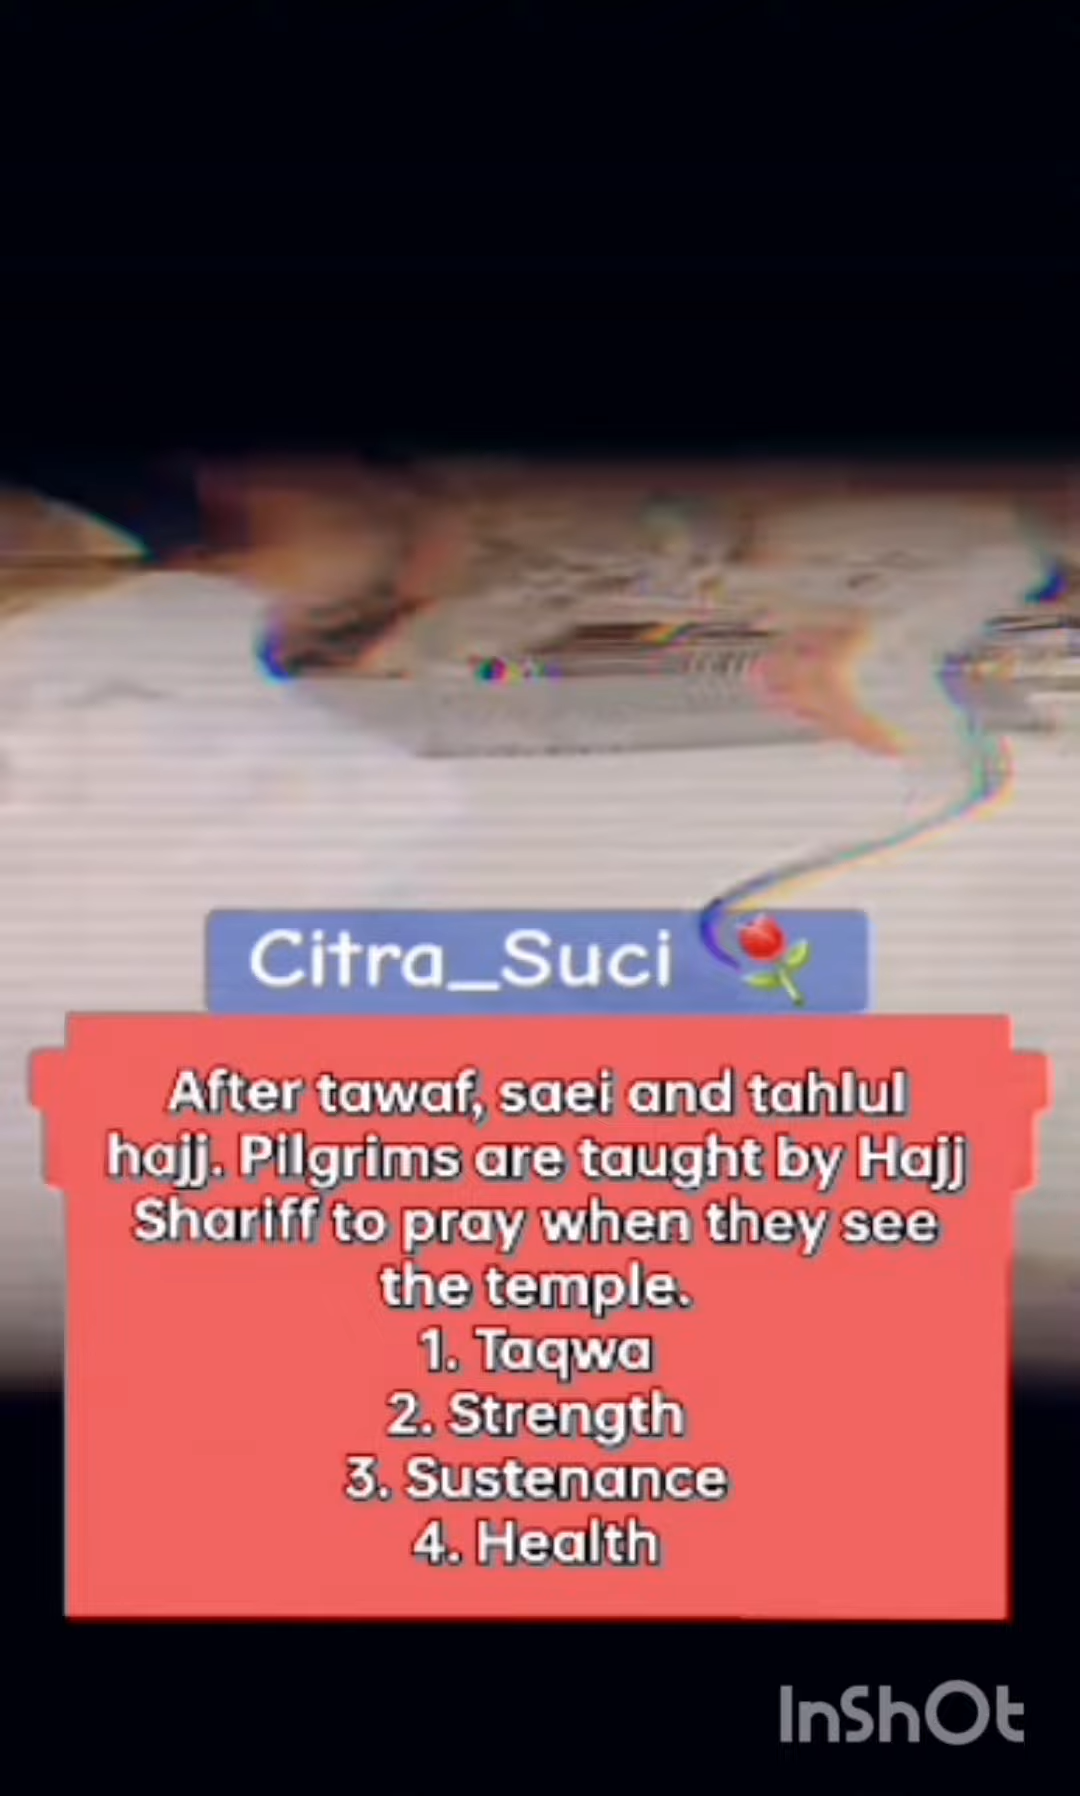 Citra_Suci 🌹
After tawaf, saei and tahlul
hajj. Pilgrims are taught by Hajj
Shariff to pray when they see
the temple.
1. Taqwa
2. Strength
3. Sustenance
4. Health
InShOt